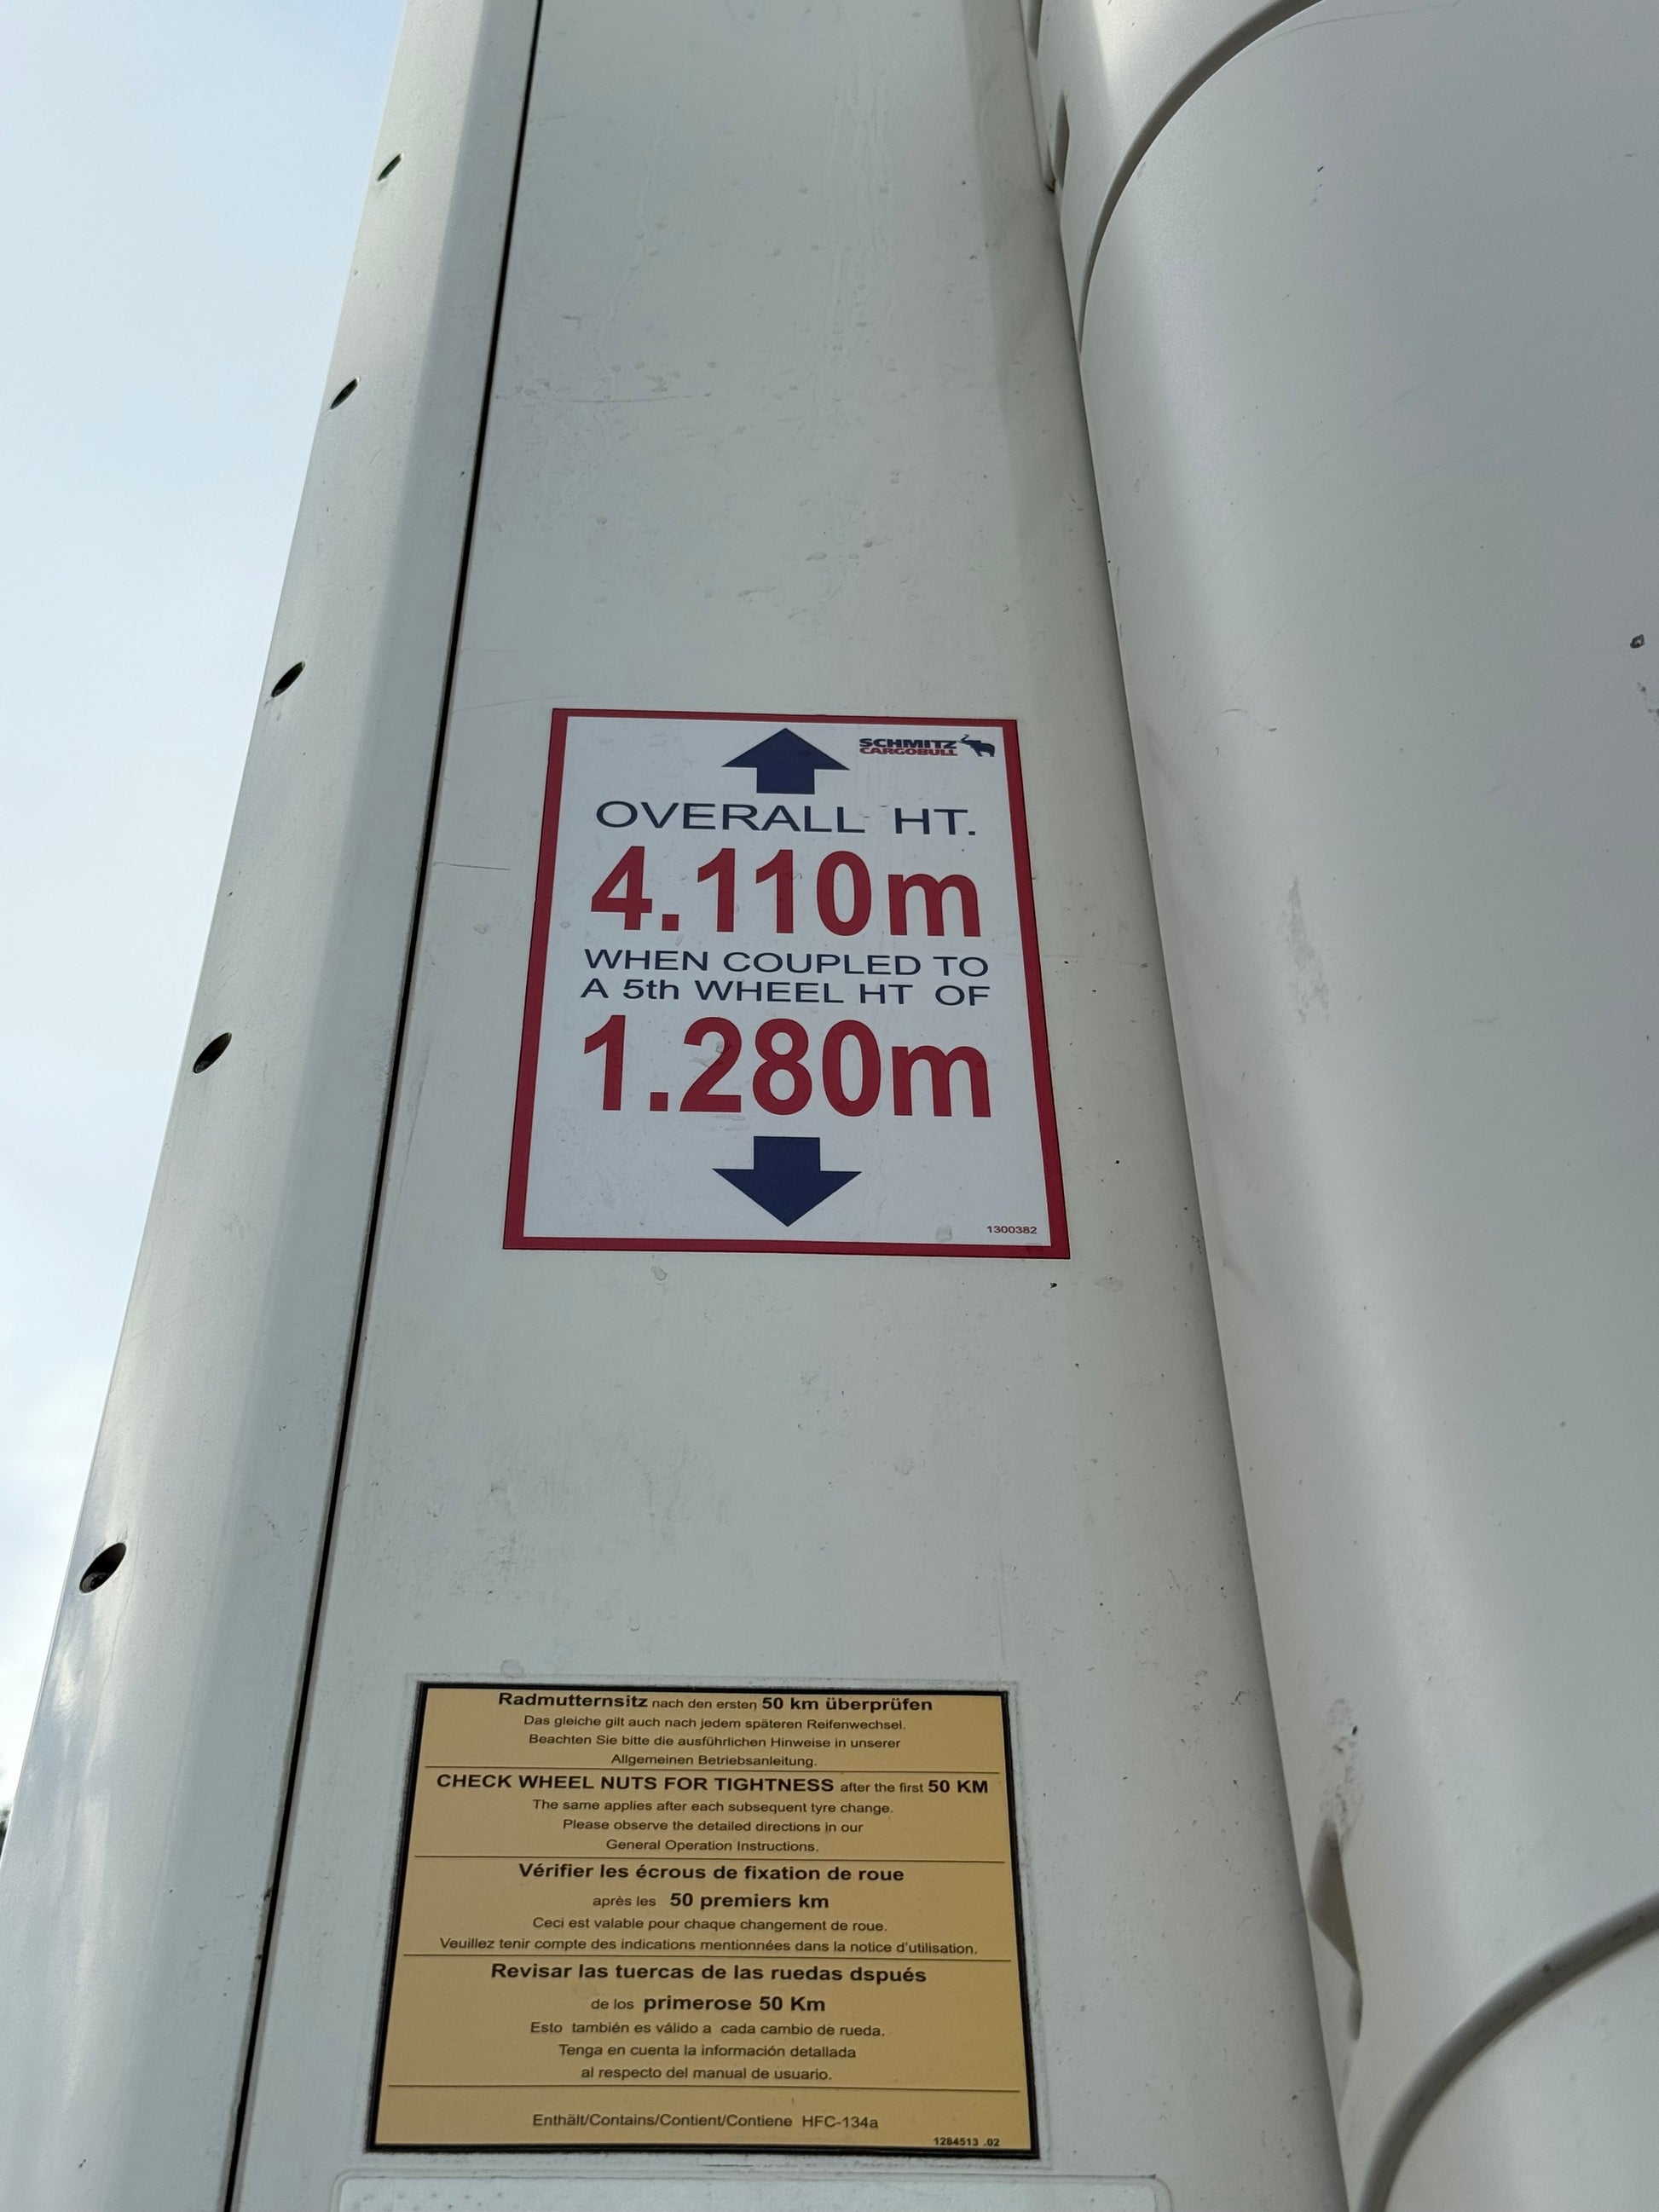 SCHMITZ
CARGOBULL
OVERALL HT.
4.110m
WHEN COUPLED TO
A 5th WHEEL HT OF
1.280m
1300382
Radmutternsitz nach den ersten 50 km überprüfen
Das gleiche gilt auch nach jedem späteren Reifenwechsel.
Beachten Sie bitte die ausführlichen Hinweise in unserer
Allgemeinen Betriebsanleitung.
CHECK WHEEL NUTS FOR TIGHTNESS after the first 50 KM
The same applies after each subsequent tyre change.
Please observe the detailed directions in our
General Operation Instructions.
Vérifier les écrous de fixation de roue
après les 50 premiers km
Ceci est valable pour chaque changement de roue.
Veuillez tenir compte des indications mentionnées dans la notice d'utilisation.
Revisar las tuercas de las ruedas dspués
de los primerose 50 Km
Esto también es válido a cada cambio de rueda.
Tenga en cuenta la información detallada
al respecto del manual de usuario.
Enthält/Contains/Contient/Contiene HFC-134a
1284513 .02